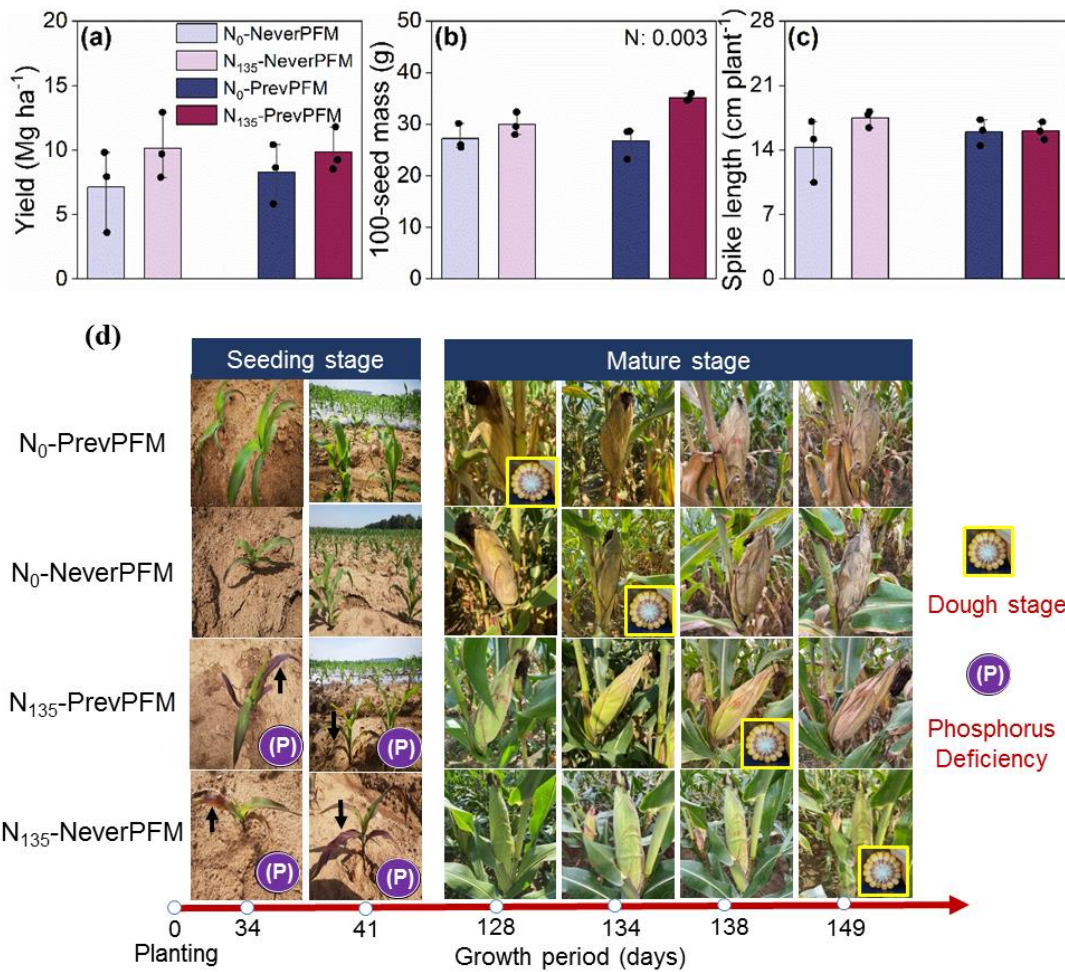 20
15
10
5
0
Yield (Mg ha⁻¹)
(a)
N₀-NeverPFM
N₁₃₅-NeverPFM
N₀-PrevPFM
N₁₃₅-PrevPFM
50
40
30
20
10
0
100-seed mass (g)
(b)
N: 0.003
28
21
14
7
0
Spike length (cm plant⁻¹)
(c)
(d)
Seeding stage
Mature stage
N₀-PrevPFM
N₀-NeverPFM
Dough stage
N₁₃₅-PrevPFM
(P)
(P)
(P)
Phosphorus
Deficiency
N₁₃₅-NeverPFM
(P)
(P)
0
34
41
128
134
138
149
Planting
Growth period (days)